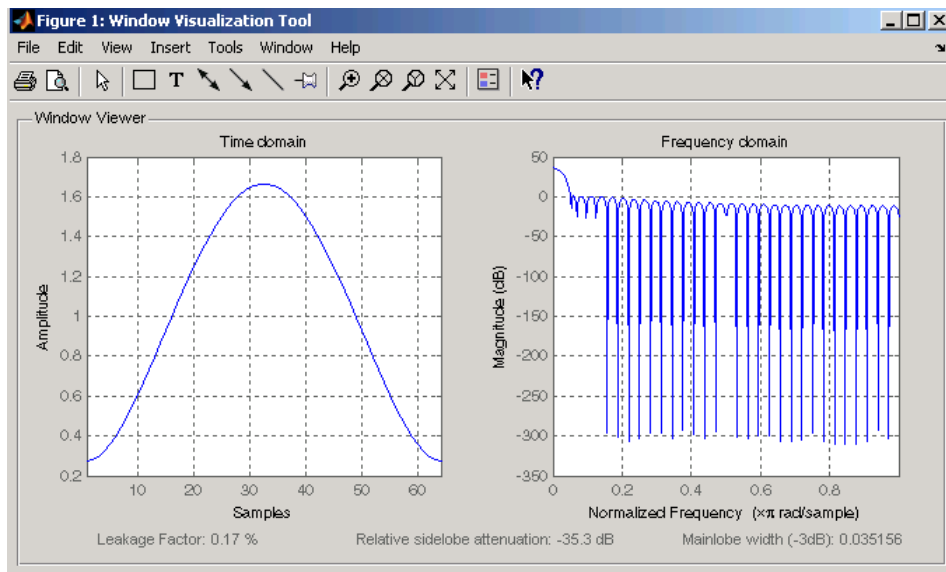 Figure 1: Window Visualization Tool
File Edit View Insert Tools Window Help
T
Window Viewer
Time domain
1.8
1.6
1.4
1.2
1
0.8
0.6
0.4
0.2
Amplitude
10 20 30 40 50 60
Samples
Frequency domain
50
0
-50
-100
-150
-200
-250
-300
-350
Magnitude (dB)
0 0.2 0.4 0.6 0.8
Normalized Frequency (×π rad/sample)
Leakage Factor: 0.17 % Relative sidelobe attenuation: -35.3 dB Mainlobe width (-3dB): 0.035156